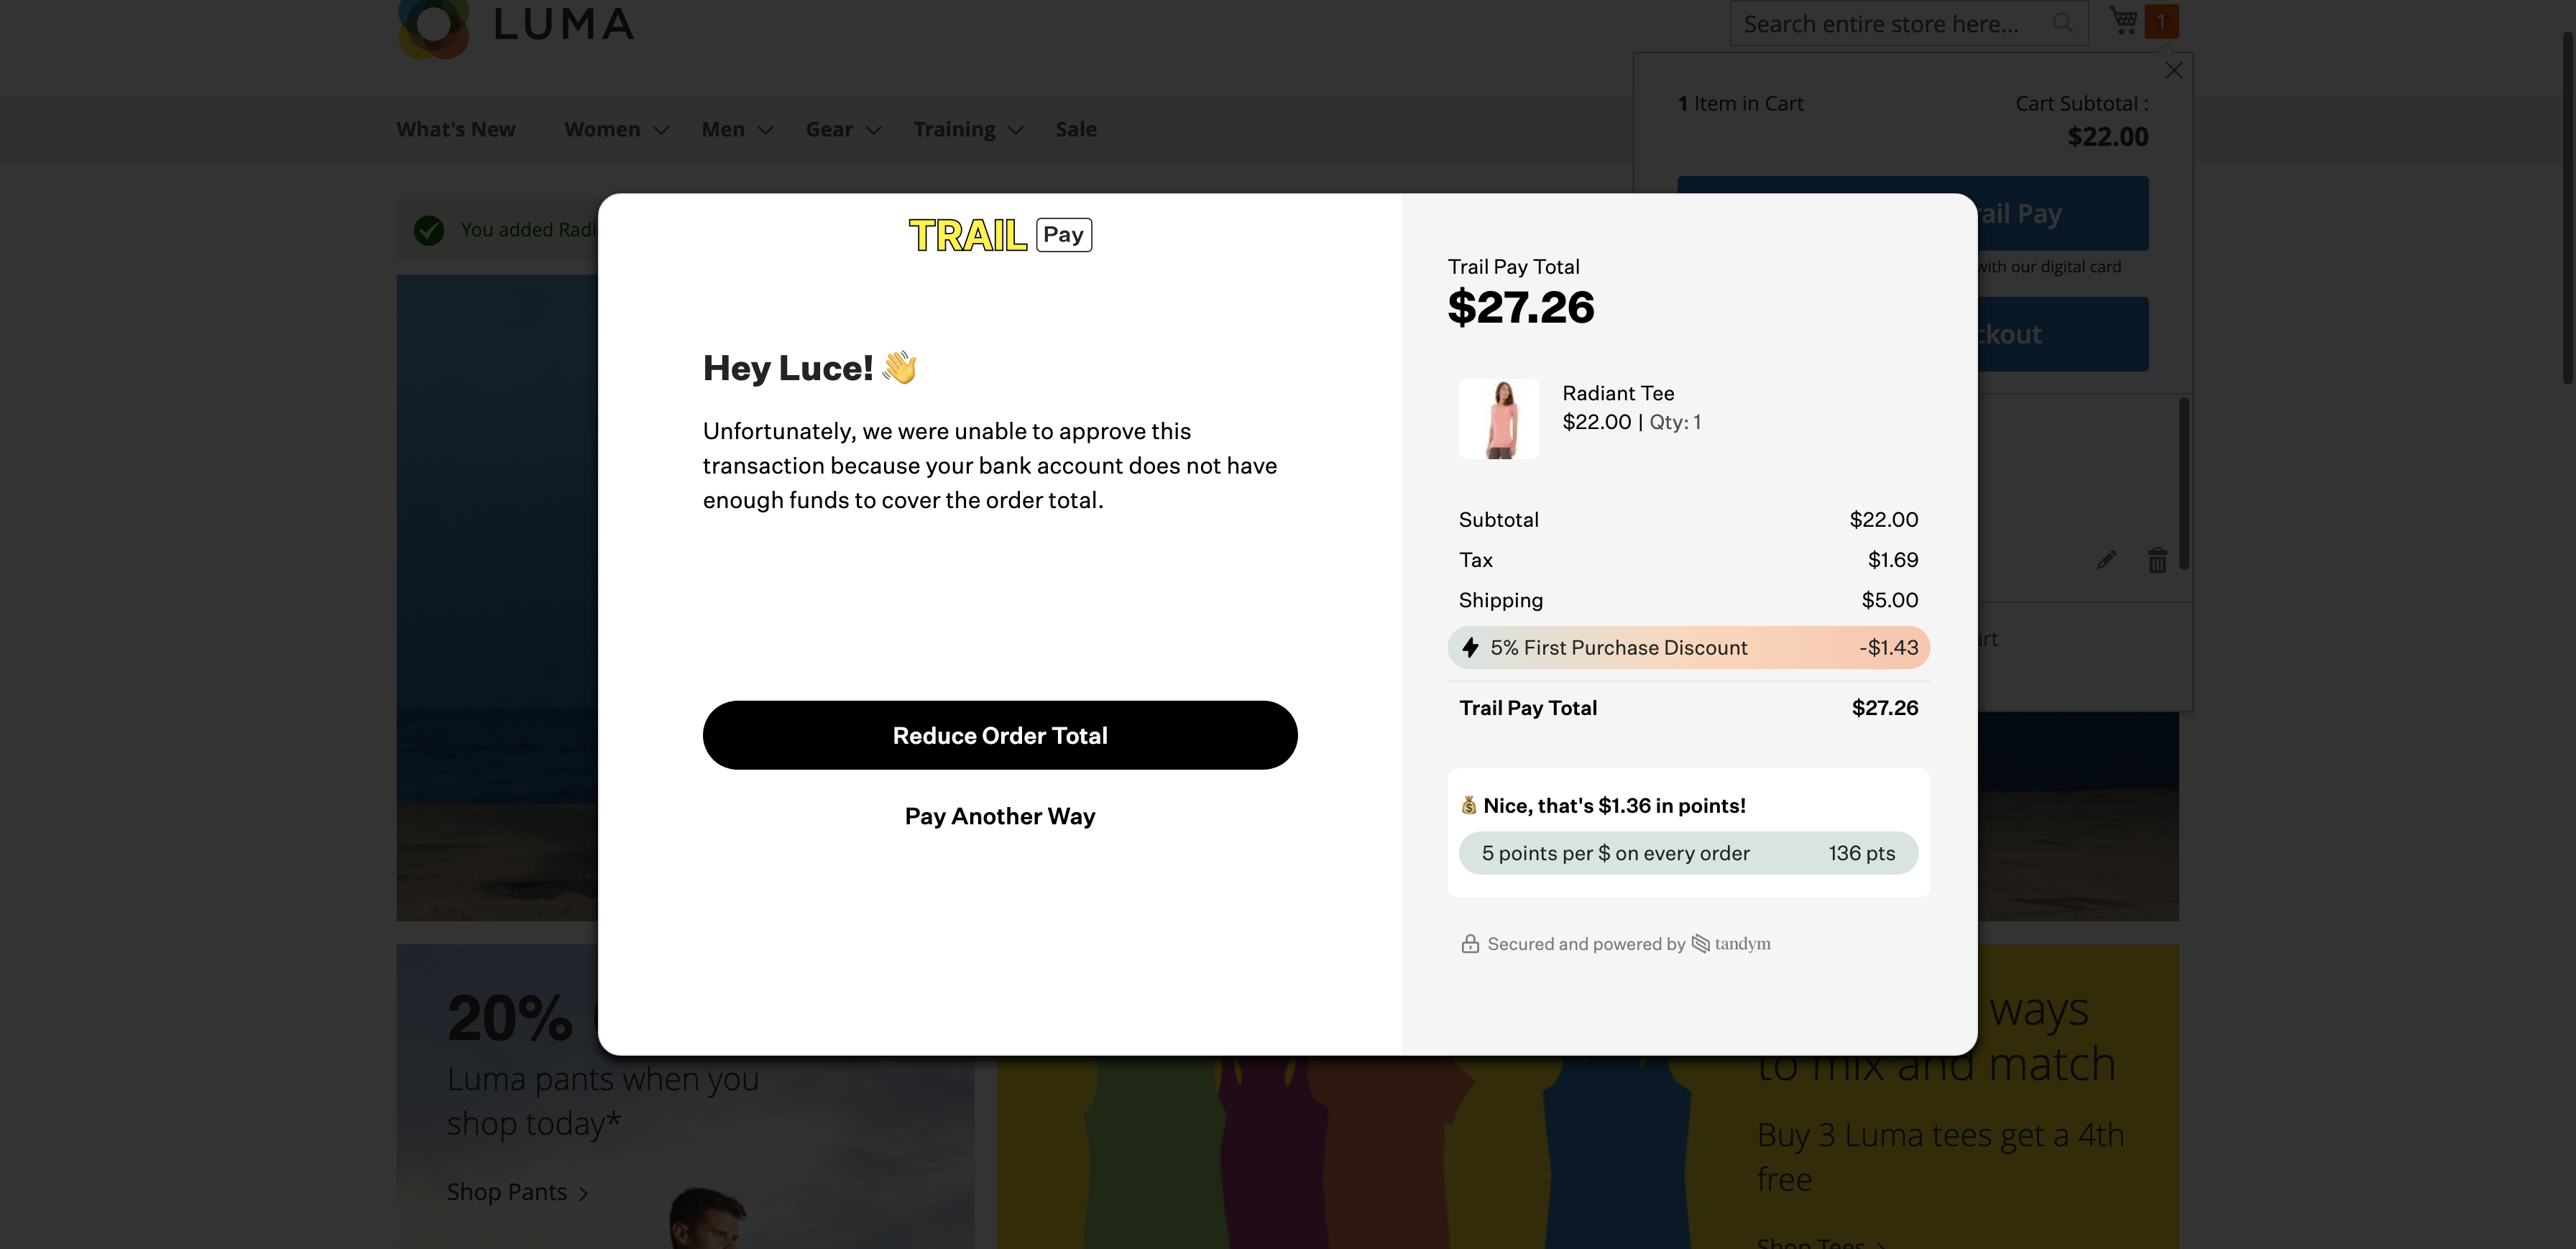 LUMA
Search entire store here...
1
What's New
Women
Men
Gear
Training
Sale
1 Item in Cart
Cart Subtotal :
$22.00
Pay
with our digital card
You added
TRAIL Pay
Hey Luce!
Unfortunately, we were unable to approve this
transaction because your bank account does not have
enough funds to cover the order total.
Reduce Order Total
Pay Another Way
Trail Pay Total
$27.26
Radiant Tee
$22.00 | Qty: 1
Subtotal
$22.00
Tax
$1.69
Shipping
$5.00
5% First Purchase Discount
-$1.43
Trail Pay Total
$27.26
Nice, that's $1.36 in points!
5 points per $ on every order
136 pts
Secured and powered by tandym
20%
Luma pants when you
shop today*
Shop Pants
ways
to mix and match
Buy 3 Luma tees get a 4th
free
Shop Tees